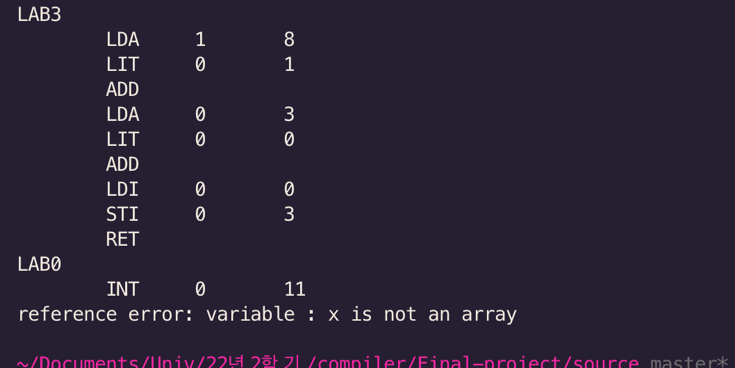 LAB3
LDA 1 8
LIT 0 1
ADD
LDA 0 3
LIT 0 0
ADD
LDI 0 0
STI 0 3
RET
LAB0
INT 0 11
reference error: variable : x is not an array
~/Documents/Univ/22년 2학기/compiler/Final-project/source master*